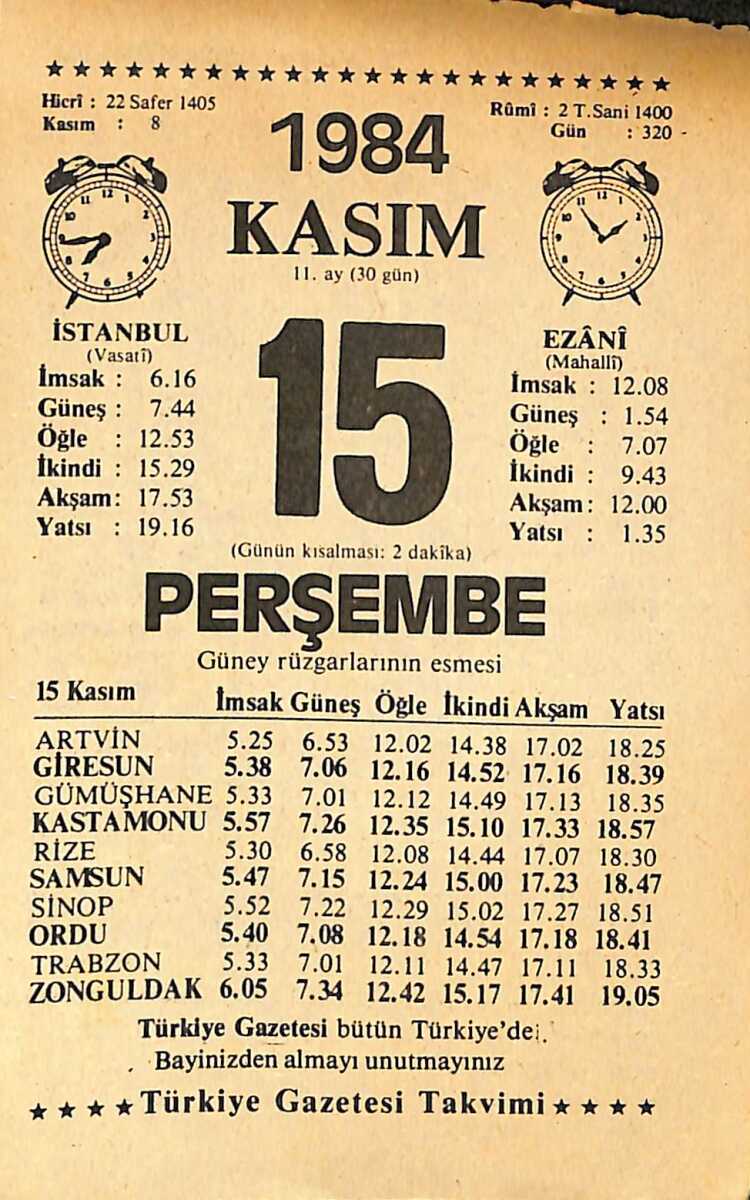 Hicrî : 22 Safer 1405
Kasım : 8
Rûmî : 2 T.Sani 1400
Gün : 320
1984
KASIM
11. ay (30 gün)
İSTANBUL
(Vasatî)
İmsak : 6.16
Güneş : 7.44
Öğle : 12.53
İkindi : 15.29
Akşam: 17.53
Yatsı : 19.16
15
EZÂNÎ
(Mahallî)
İmsak : 12.08
Güneş : 1.54
Öğle : 7.07
İkindi : 9.43
Akşam: 12.00
Yatsı : 1.35
(Günün kısalması: 2 dakîka)
PERŞEMBE
Güney rüzgarlarının esmesi
15 Kasım İmsak Güneş Öğle İkindi Akşam Yatsı
ARTVİN 5.25 6.53 12.02 14.38 17.02 18.25
GİRESUN 5.38 7.06 12.16 14.52 17.16 18.39
GÜMÜŞHANE 5.33 7.01 12.12 14.49 17.13 18.35
KASTAMONU 5.57 7.26 12.35 15.10 17.33 18.57
RİZE 5.30 6.58 12.08 14.44 17.07 18.30
SAMSUN 5.47 7.15 12.24 15.00 17.23 18.47
SİNOP 5.52 7.22 12.29 15.02 17.27 18.51
ORDU 5.40 7.08 12.18 14.54 17.18 18.41
TRABZON 5.33 7.01 12.11 14.47 17.11 18.33
ZONGULDAK 6.05 7.34 12.42 15.17 17.41 19.05
Türkiye Gazetesi bütün Türkiye'de
Bayinizden almayı unutmayınız
Türkiye Gazetesi Takvimi